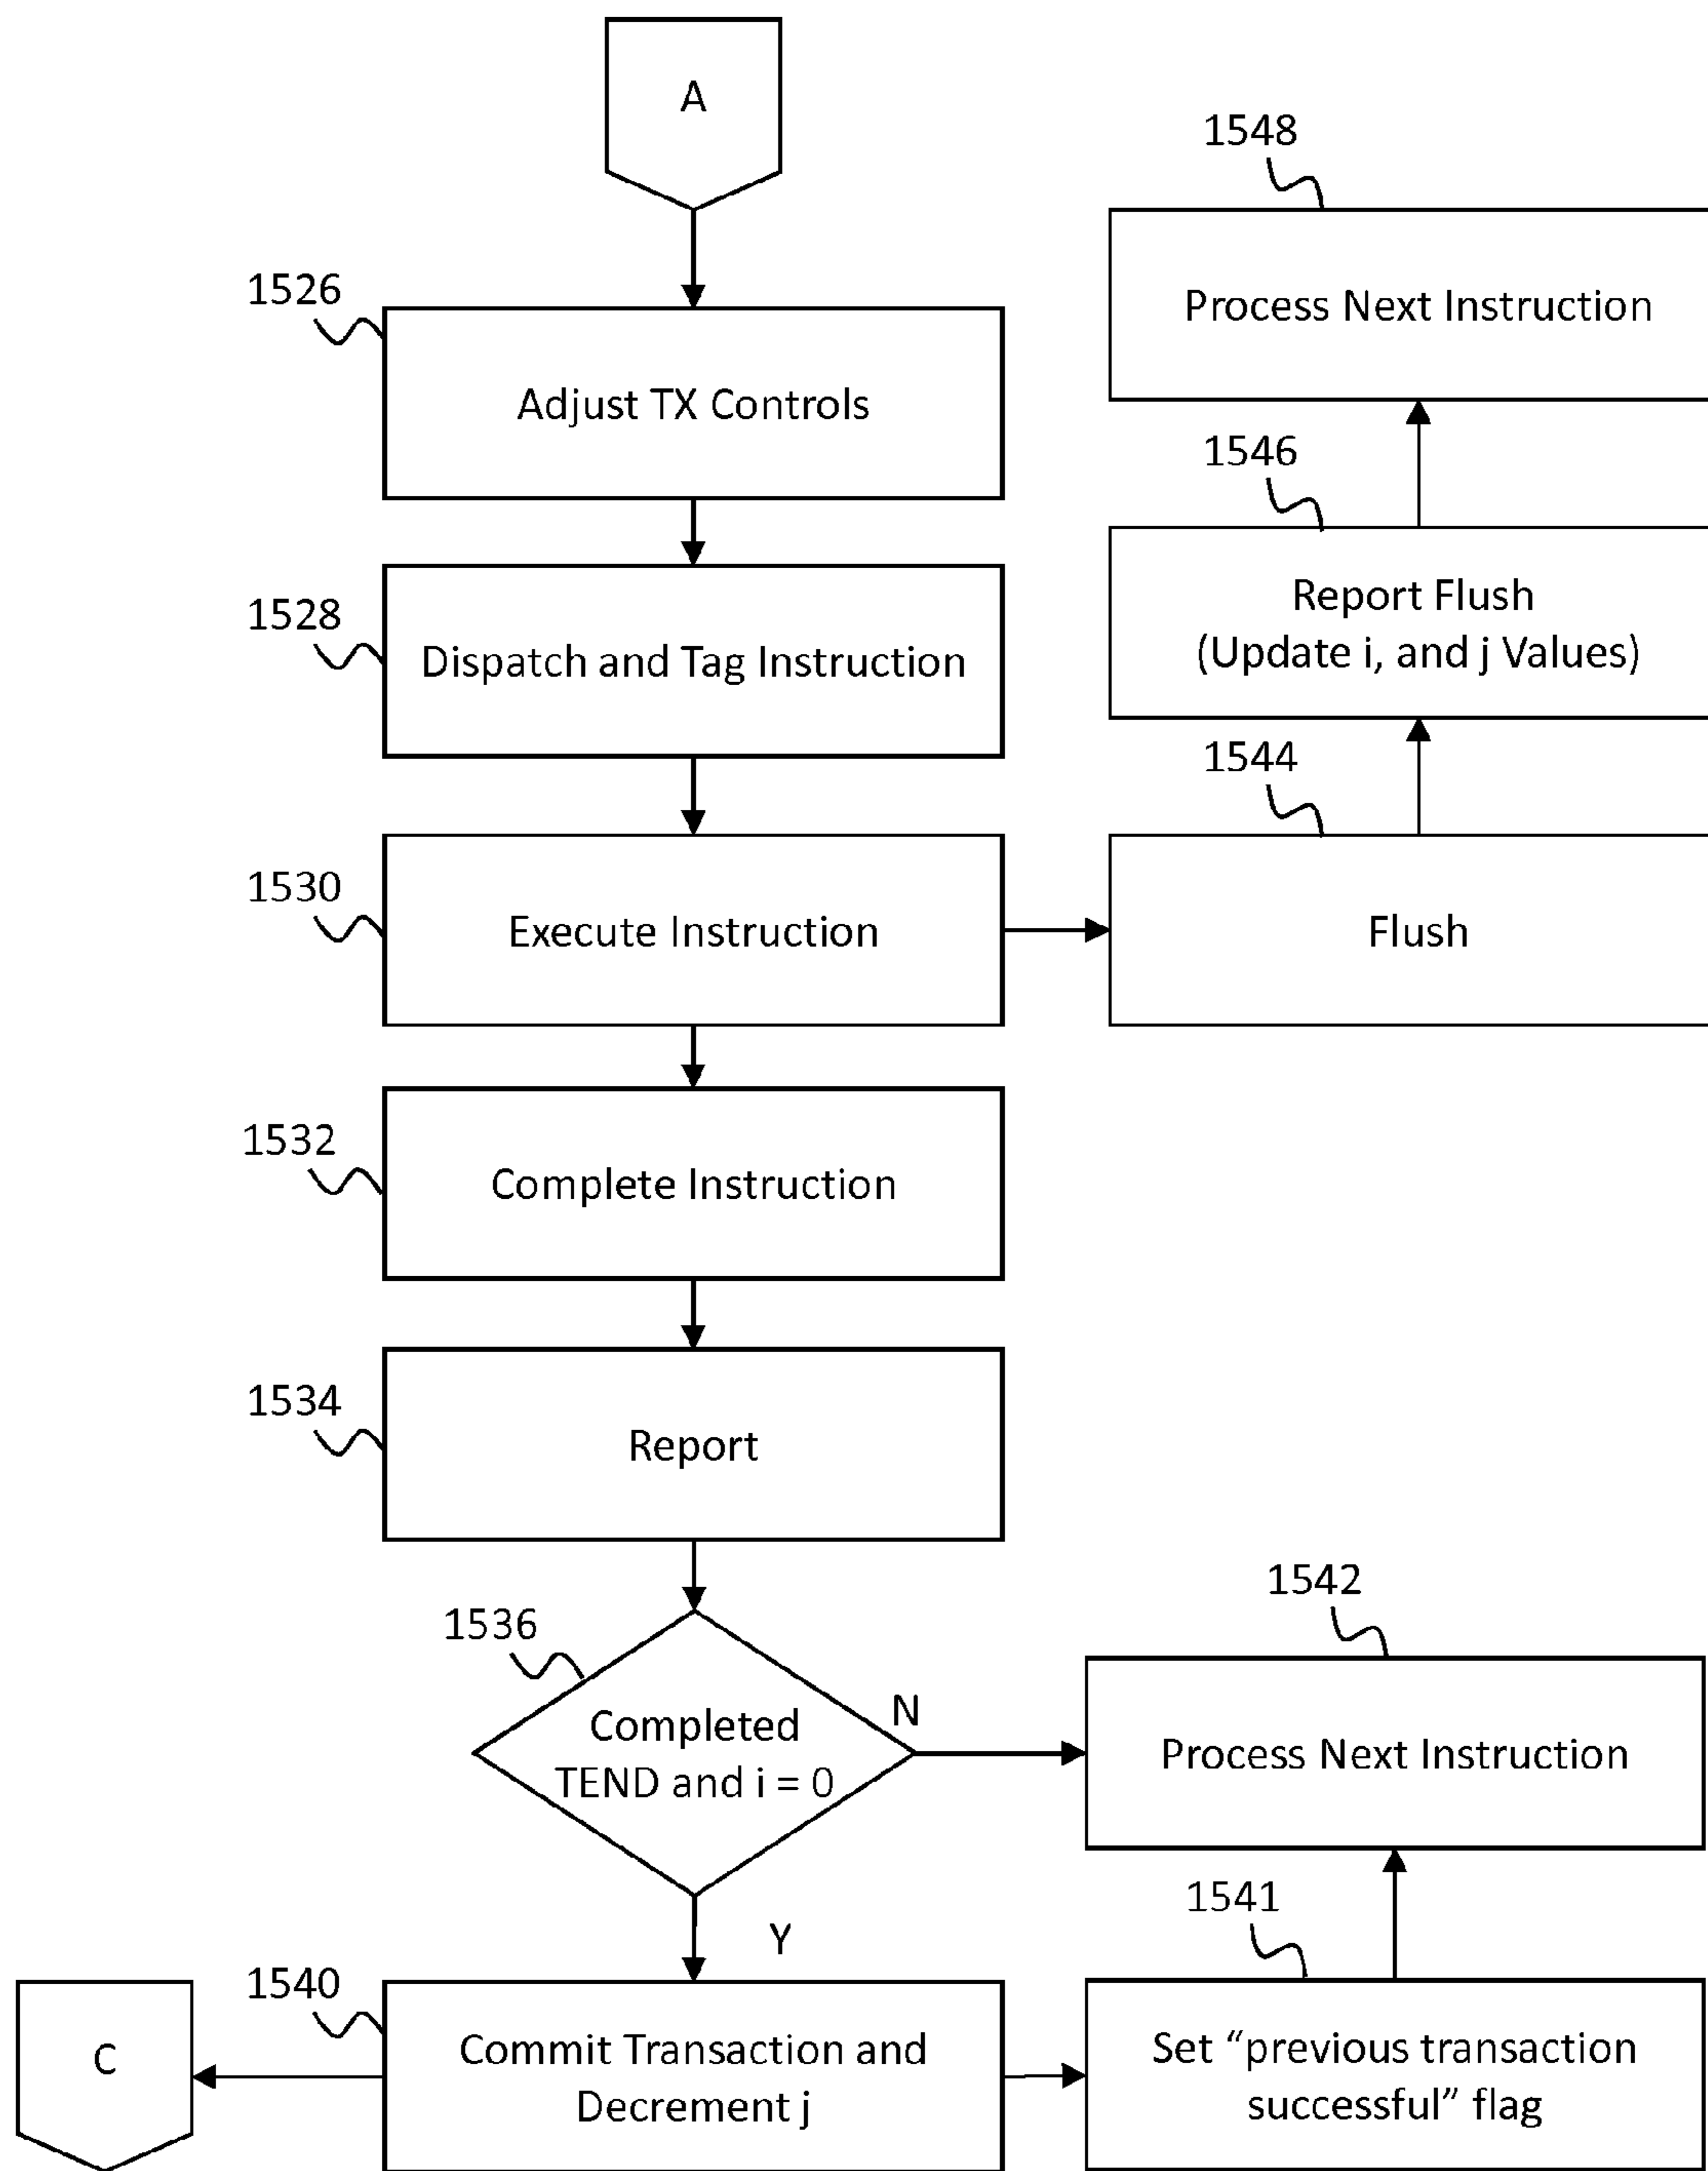 A
1548
Process Next Instruction
1526
Adjust TX Controls
1546
Report Flush
(Update i, and j Values)
1528
Dispatch and Tag Instruction
1544
1530
Execute Instruction
Flush
1532
Complete Instruction
1534
Report
1536
Completed
TEND and i = 0
N
1542
Process Next Instruction
Y
1541
1540
C
Commit Transaction and
Decrement j
Set “previous transaction
successful” flag